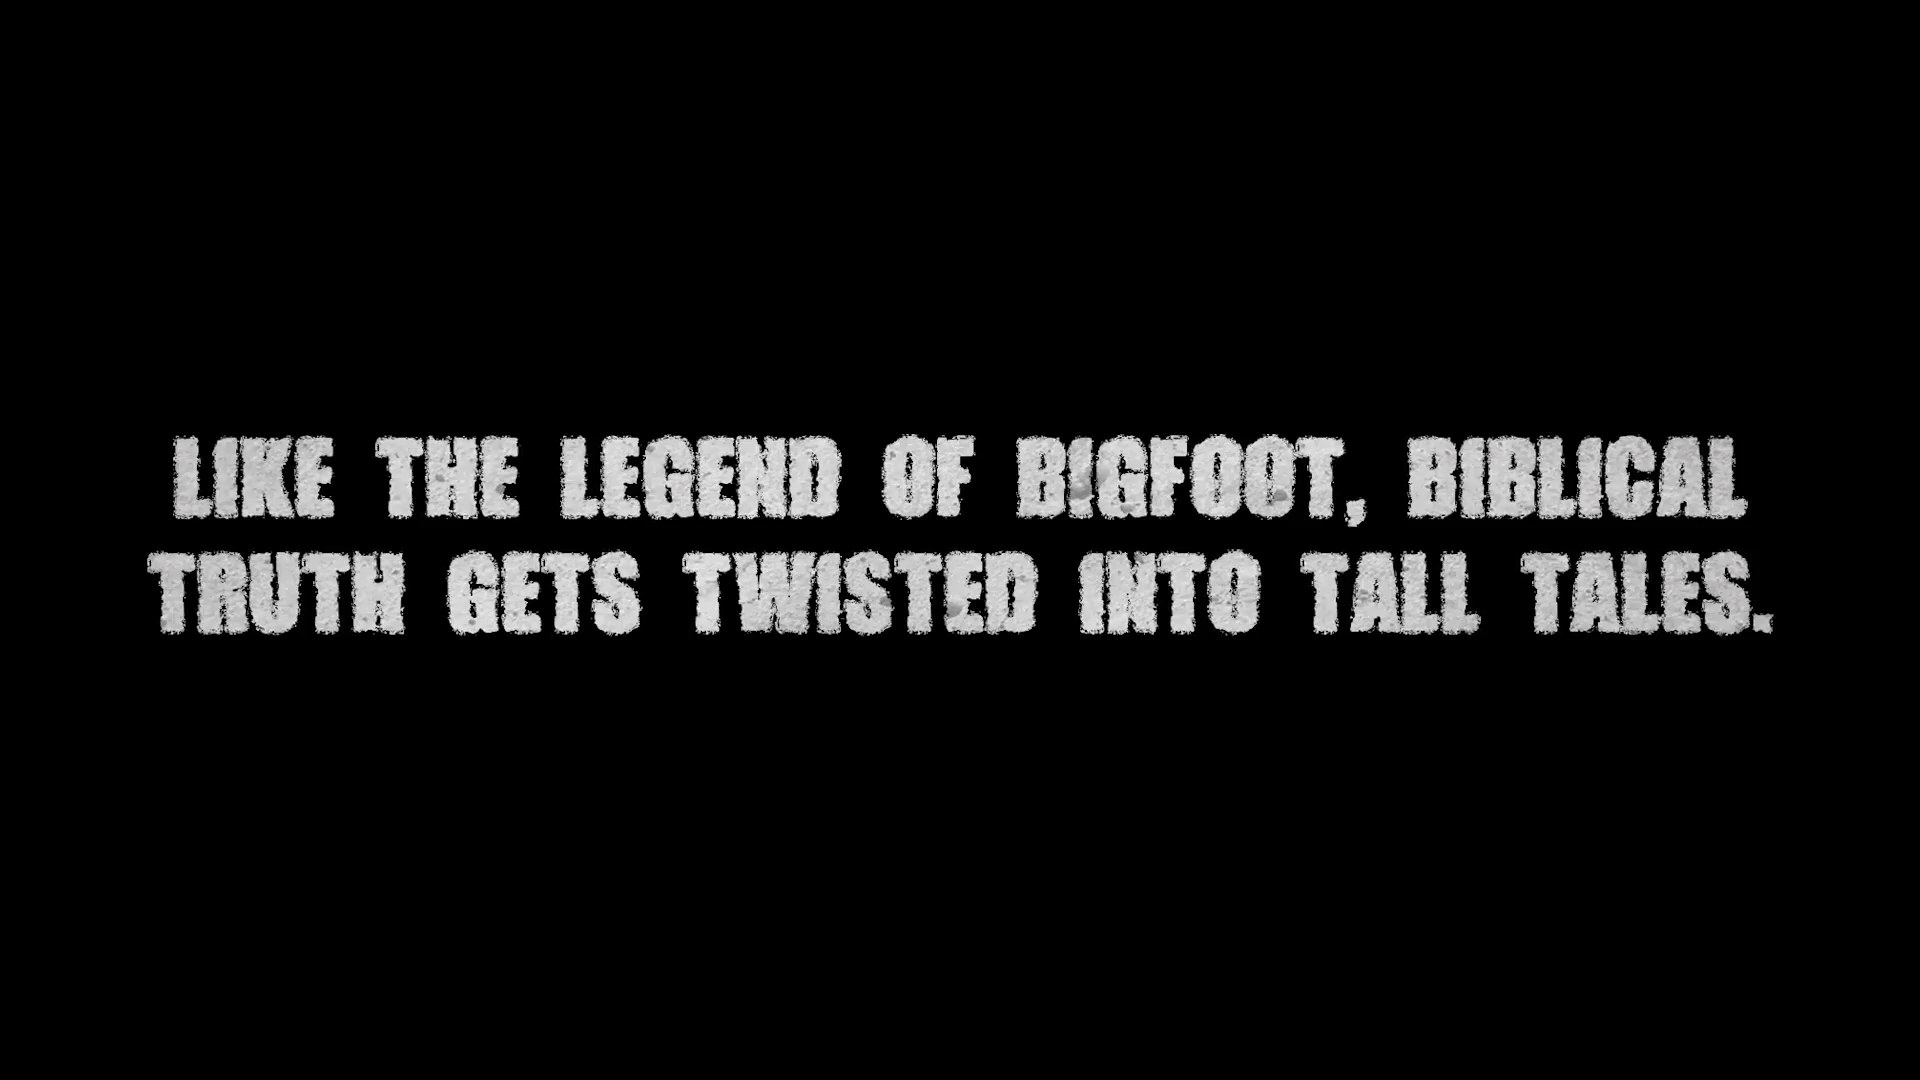 LIKE THE LEGEND OF BIGFOOT, BIBLICAL
TRUTH GETS TWISTED INTO TALL TALES.